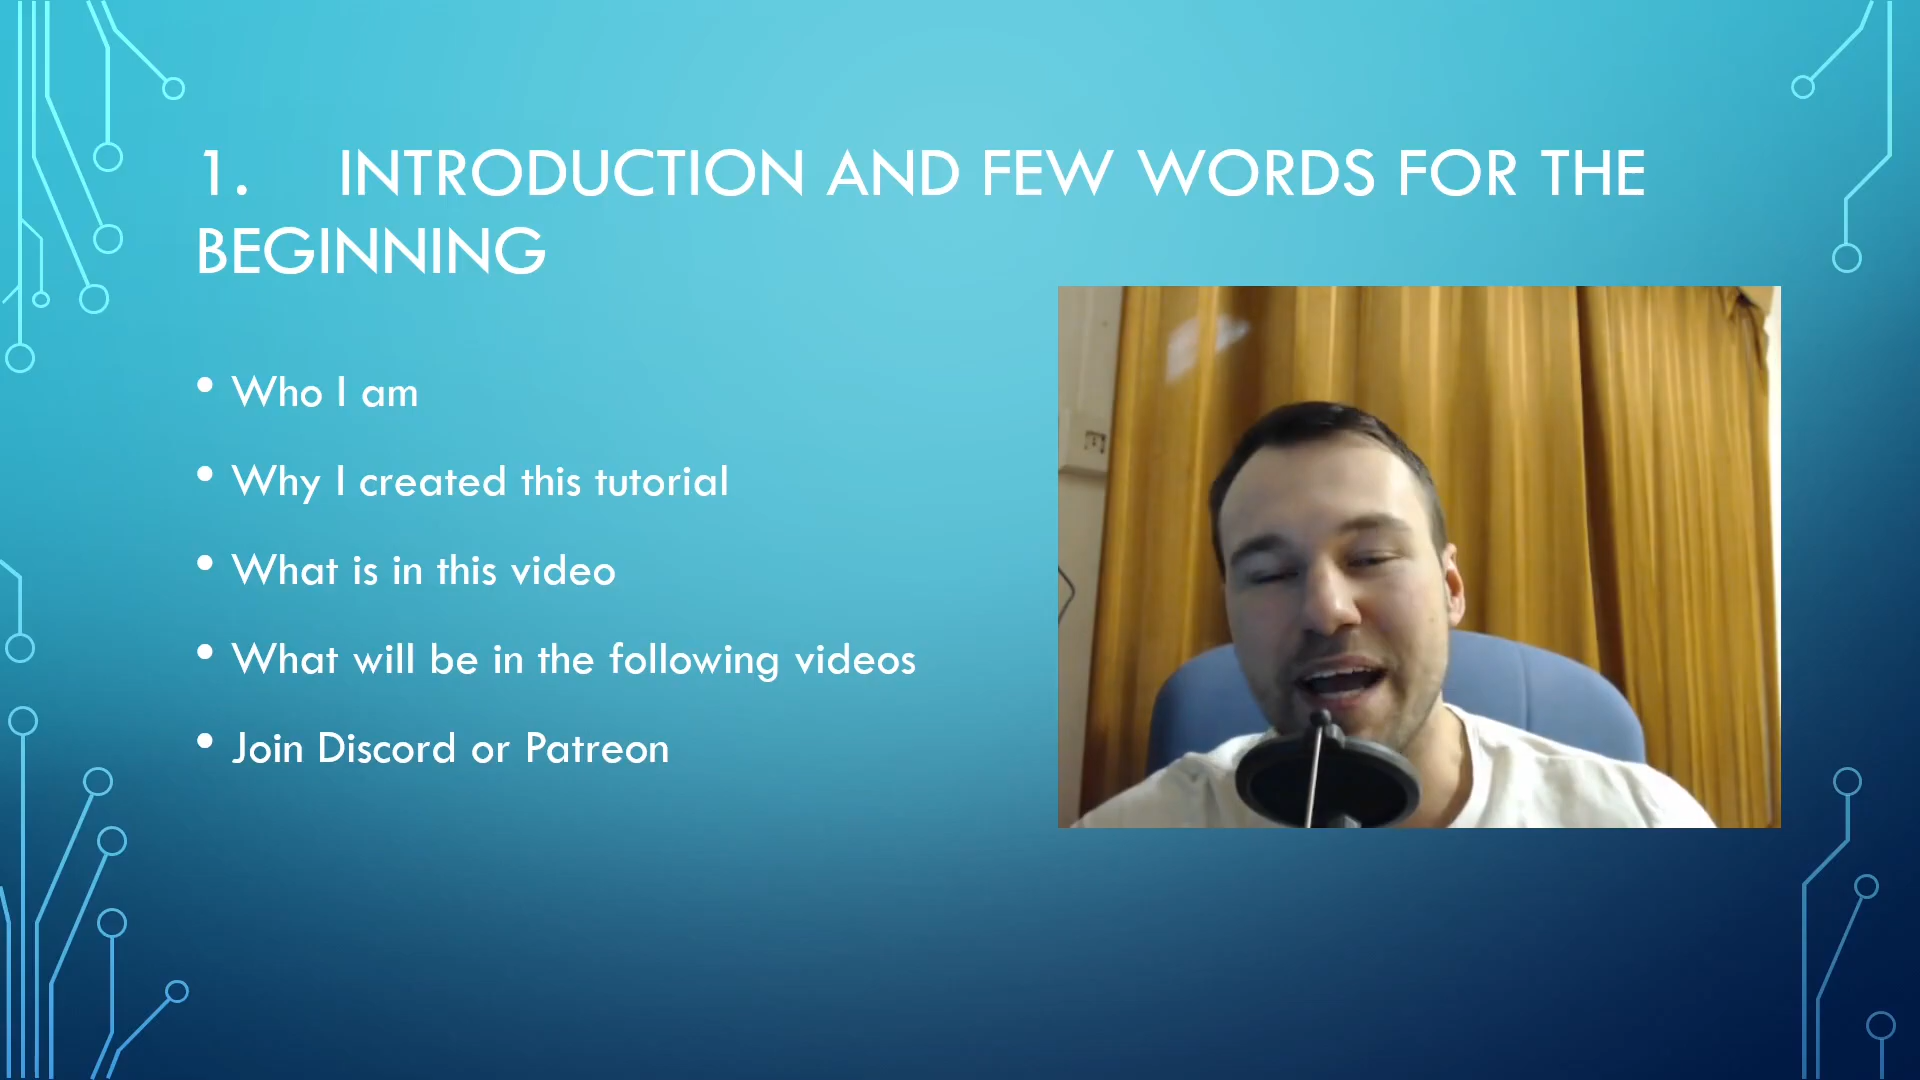 1. INTRODUCTION AND FEW WORDS FOR THE
BEGINNING
• Who I am
• Why I created this tutorial
• What is in this video
• What will be in the following videos
• Join Discord or Patreon